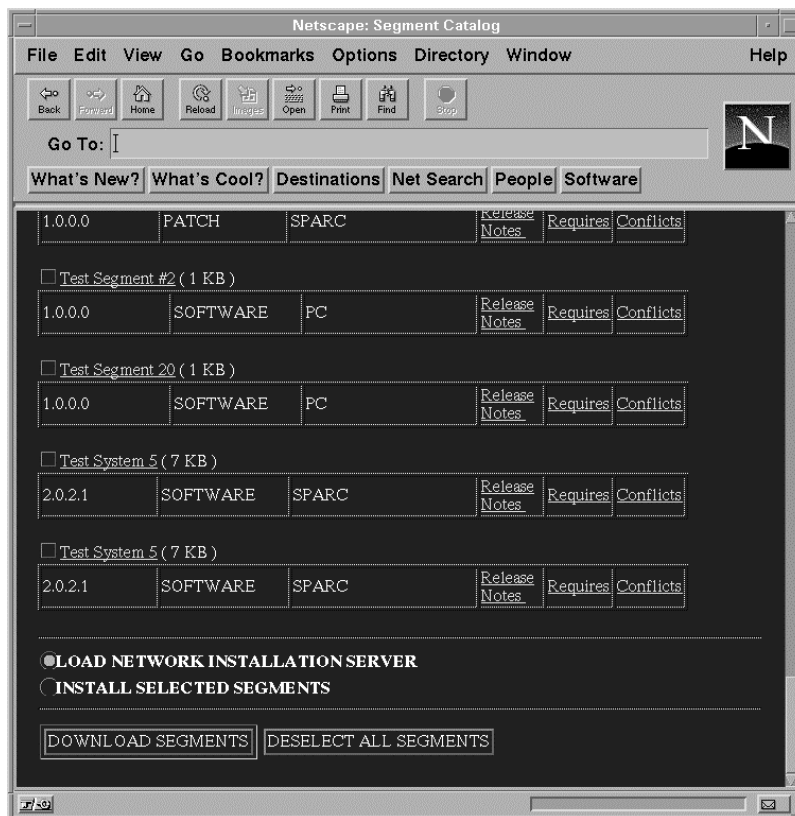 Netscape: Segment Catalog
File Edit View Go Bookmarks Options Directory Window Help
Back Forward Home Reload Images Open Print Find Stop
Go To:
N
What's New? What's Cool? Destinations Net Search People Software
1.0.0.0 PATCH SPARC Release Notes Requires Conflicts
Test Segment #2 ( 1 KB )
1.0.0.0 SOFTWARE PC Release Notes Requires Conflicts
Test Segment 20 ( 1 KB )
1.0.0.0 SOFTWARE PC Release Notes Requires Conflicts
Test System 5 ( 7 KB )
2.0.2.1 SOFTWARE SPARC Release Notes Requires Conflicts
Test System 5 ( 7 KB )
2.0.2.1 SOFTWARE SPARC Release Notes Requires Conflicts
LOAD NETWORK INSTALLATION SERVER
INSTALL SELECTED SEGMENTS
DOWNLOAD SEGMENTS DESELECT ALL SEGMENTS